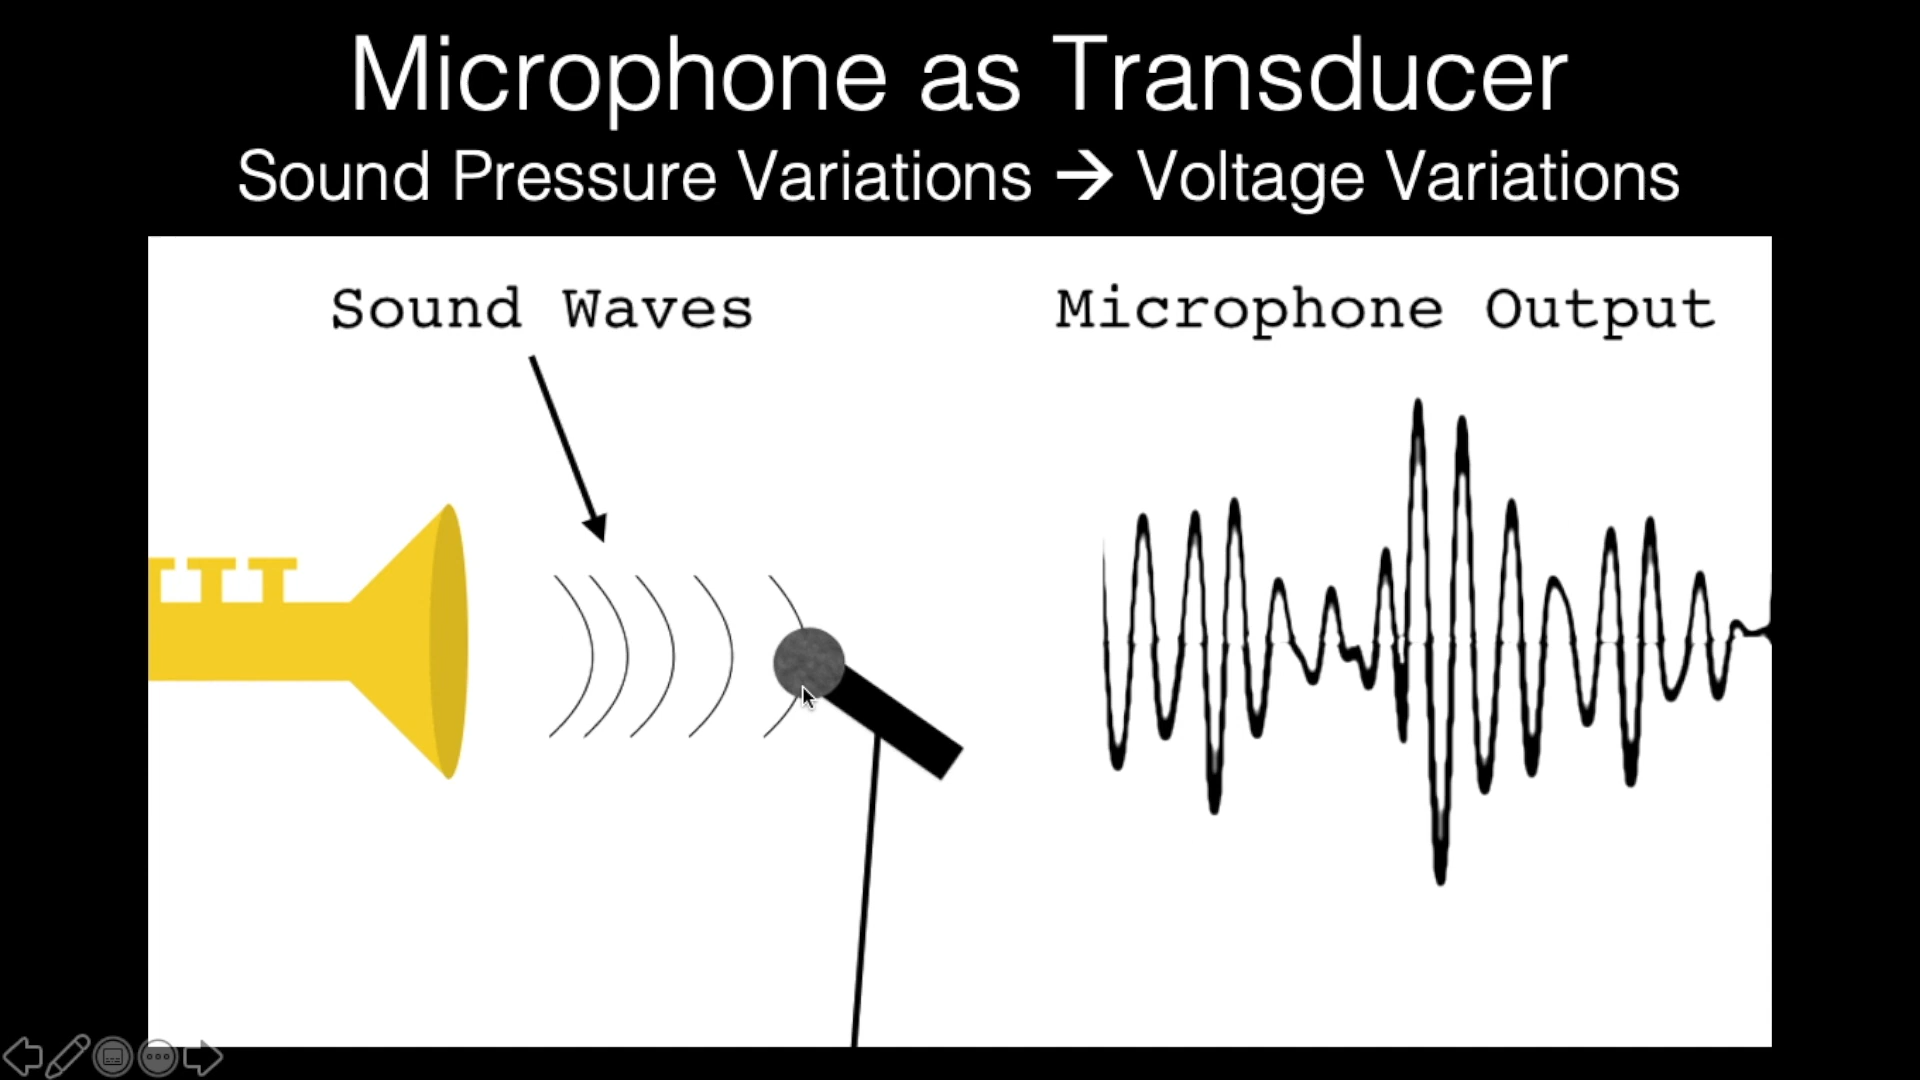 Microphone as Transducer
Sound Pressure Variations → Voltage Variations
Sound Waves
Microphone Output